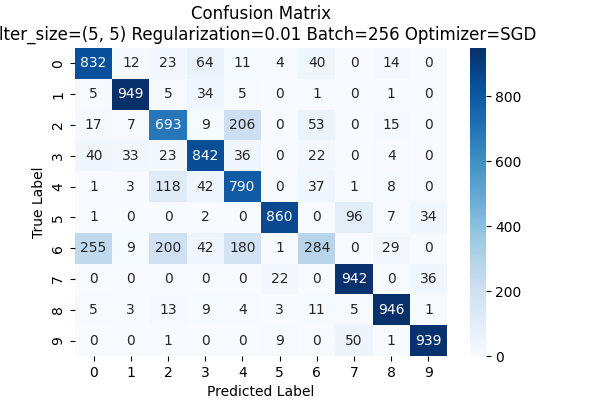 Confusion Matrix
lter_size=(5, 5) Regularization=0.01 Batch=256 Optimizer=SGD
0 832 12 23 64 11 4 40 0 14 0
1 5 949 5 34 5 0 1 0 1 0
2 17 7 693 9 206 0 53 0 15 0
3 40 33 23 842 36 0 22 0 4 0
4 1 3 118 42 790 0 37 1 8 0
5 1 0 0 2 0 860 0 96 7 34
6 255 9 200 42 180 1 284 0 29 0
7 0 0 0 0 0 22 0 942 0 36
8 5 3 13 9 4 3 11 5 946 1
9 0 0 1 0 0 9 0 50 1 939
0 1 2 3 4 5 6 7 8 9
True Label
Predicted Label
800
600
400
200
0